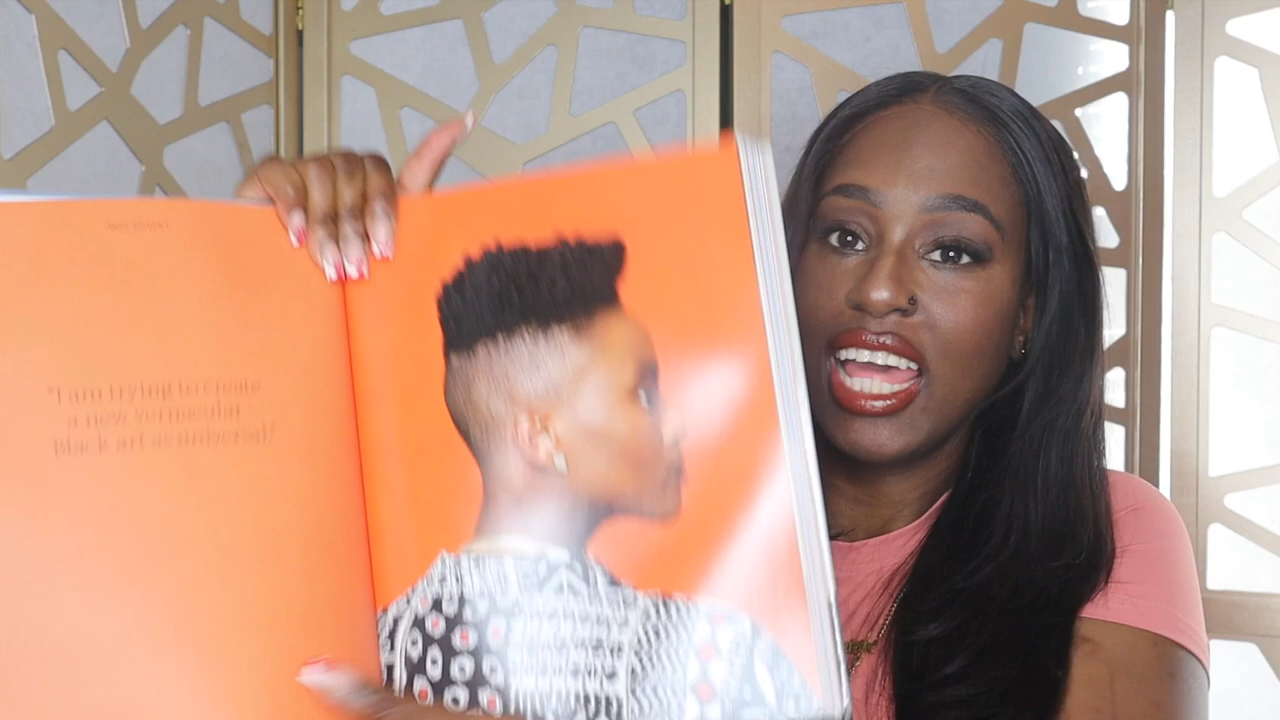 "I am trying to create
a new vernacular
Black art as universal."